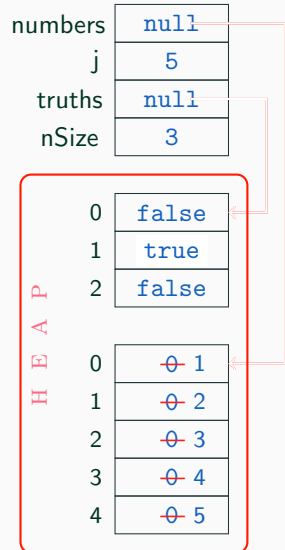 numbers null
j 5
truths null
nSize 3
0 false
1 true
2 false
HEAP
0 0 1
1 0 2
2 0 3
3 0 4
4 0 5